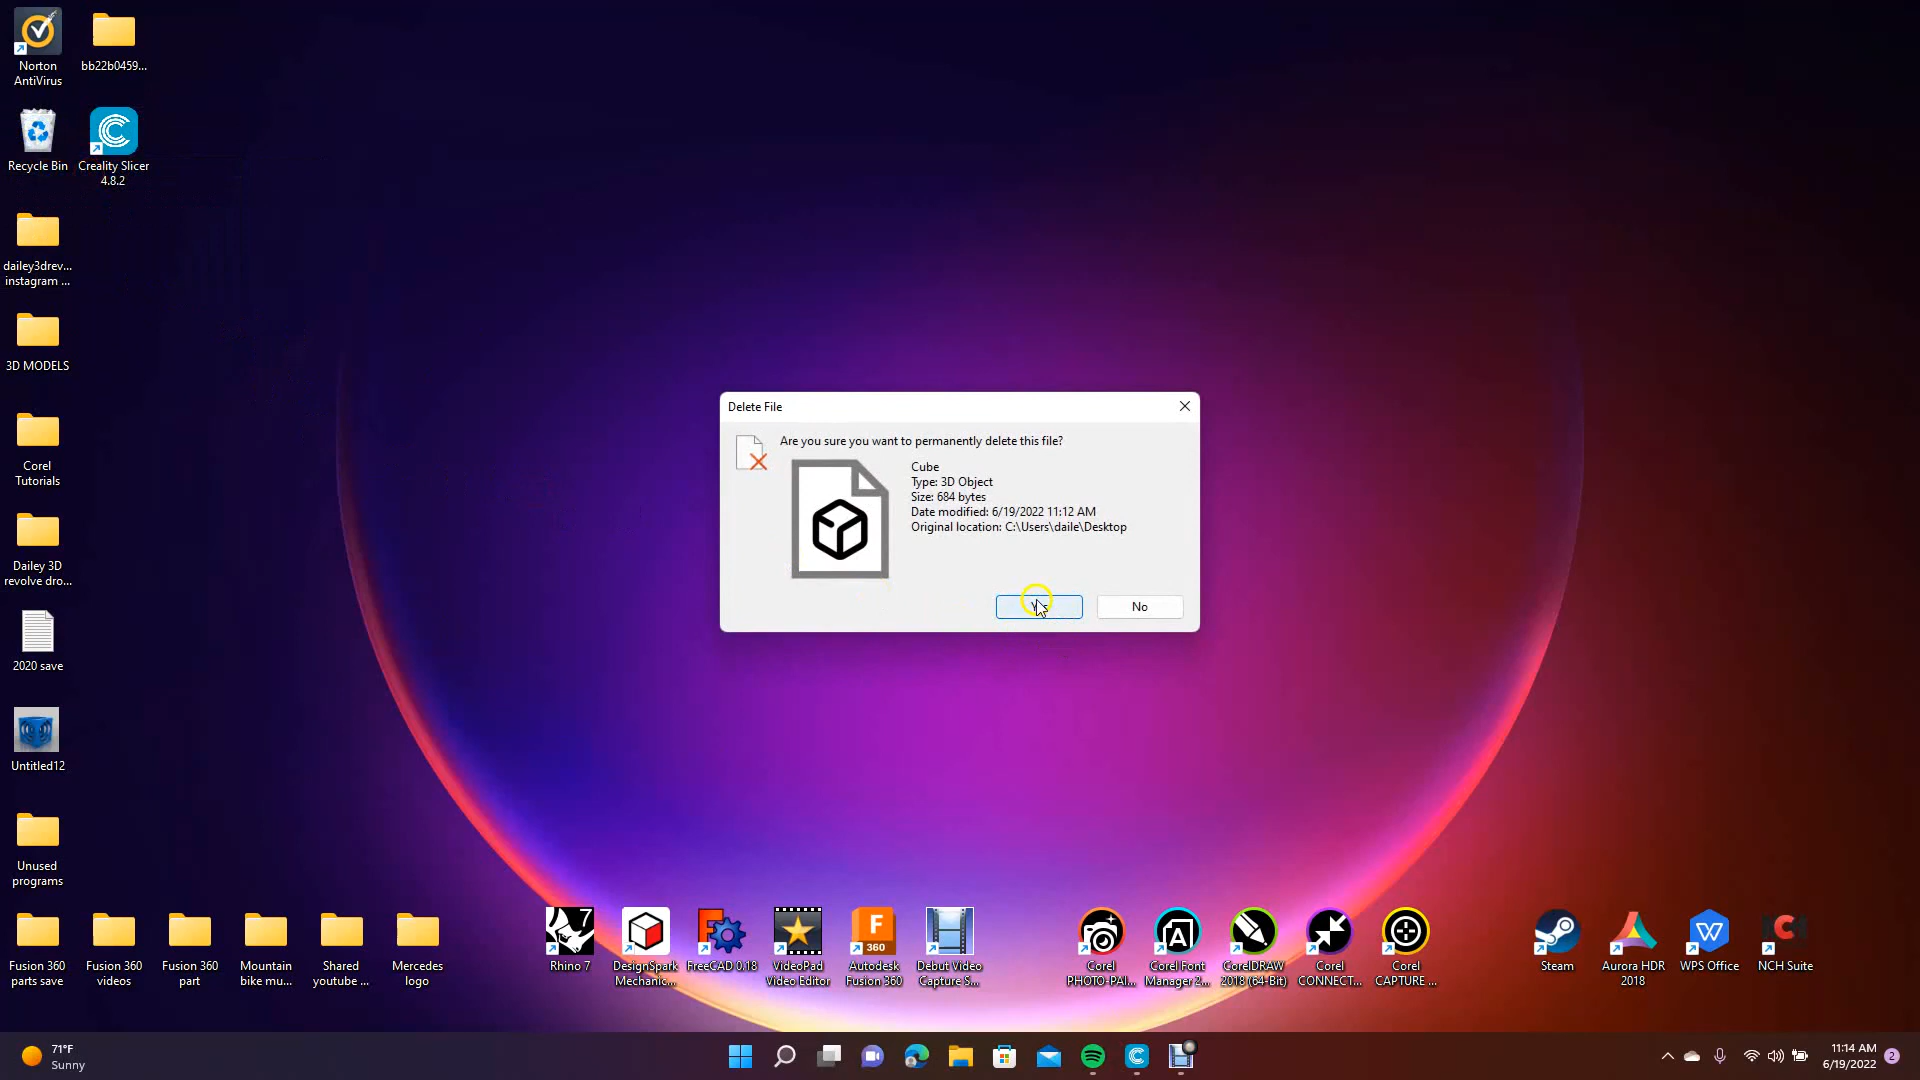 Norton
AntiVirus
bb22b0459...
Recycle Bin
Creality Slicer
4.8.2
dailey3drev...
instagram ...
3D MODELS
Corel
Tutorials
Dailey 3D
revolve dro...
2020 save
Untitled12
Unused
programs
Delete File
Are you sure you want to permanently delete this file?
Cube
Type: 3D Object
Size: 684 bytes
Date modified: 6/19/2022 11:12 AM
Original location: C:\Users\daile\Desktop
No
Fusion 360
parts save
Fusion 360
videos
Fusion 360
part
Mountain
bike mu...
Shared
youtube ...
Mercedes
logo
7
Rhino 7
DesignSpark
Mechanic...
FreeCAD 0.18
VideoPad
Video Editor
F
360
Autodesk
Fusion 360
Debut Video
Capture S...
Corel
PHOTO-PAI...
Corel Font
Manager 2...
CorelDRAW
2018 (64-Bit)
Corel
CONNECT...
Corel
CAPTURE ...
Steam
Aurora HDR
2018
WPS Office
NCH Suite
71°F
Sunny
11:14 AM
6/19/2022
2